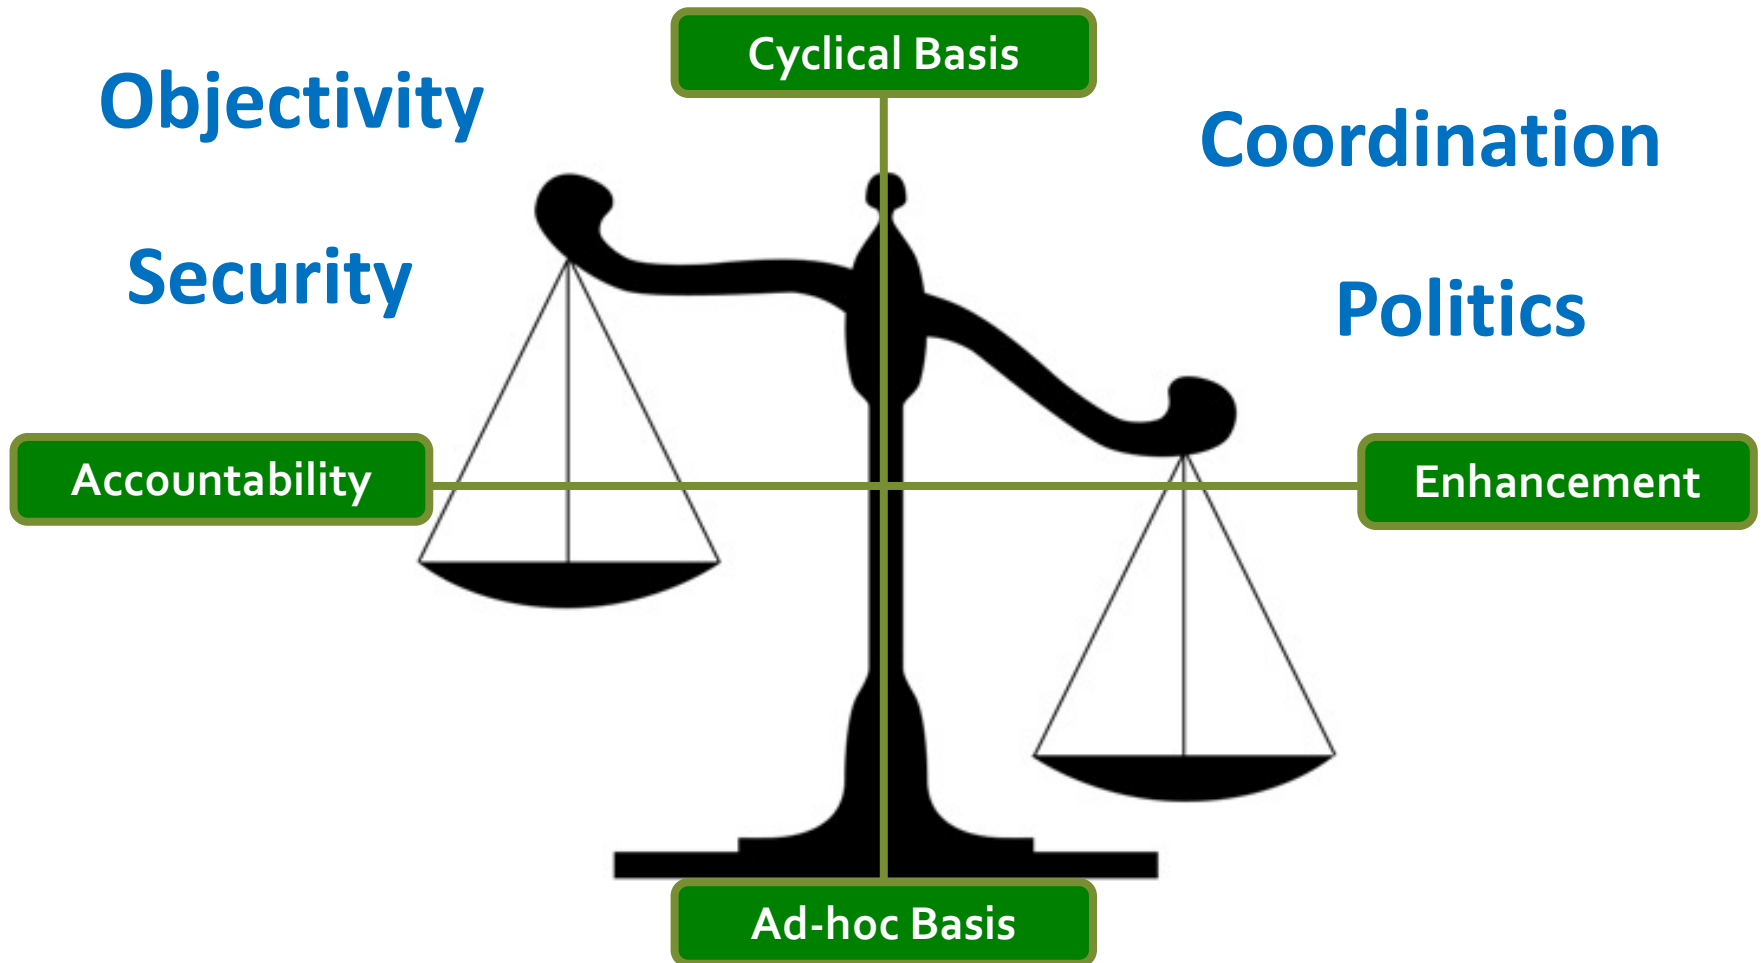 Cyclical Basis
Objectivity
Coordination
Security
Politics
Accountability
Enhancement
Ad-hoc Basis